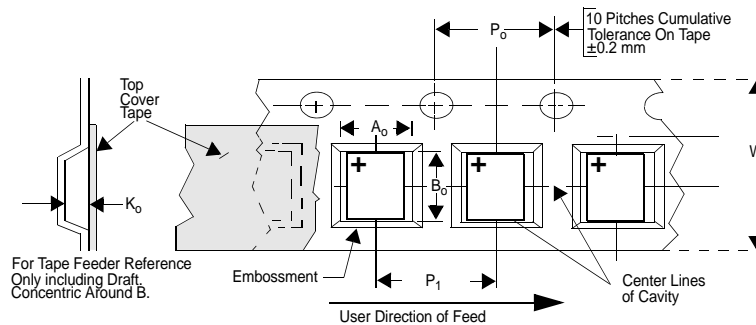 10 Pitches Cumulative
Tolerance On Tape
±0.2 mm
Po
Top
Cover
Tape
Ao
W
+ + +
Bo
Ko
For Tape Feeder Reference
Only including Draft.
Concentric Around B.
Embossment
P1
Center Lines
of Cavity
User Direction of Feed